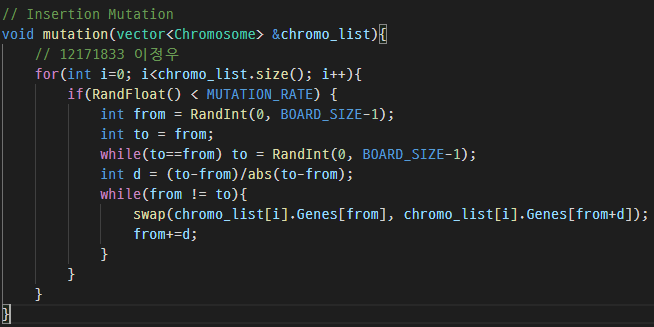 // Insertion Mutation
void mutation(vector<Chromosome> &chromo_list){
    // 12171833 이정우
    for(int i=0; i<chromo_list.size(); i++){
        if(RandFloat() < MUTATION_RATE) {
            int from = RandInt(0, BOARD_SIZE-1);
            int to = from;
            while(to==from) to = RandInt(0, BOARD_SIZE-1);
            int d = (to-from)/abs(to-from);
            while(from != to){
                swap(chromo_list[i].Genes[from], chromo_list[i].Genes[from+d]);
                from+=d;
            }
        }
    }
}